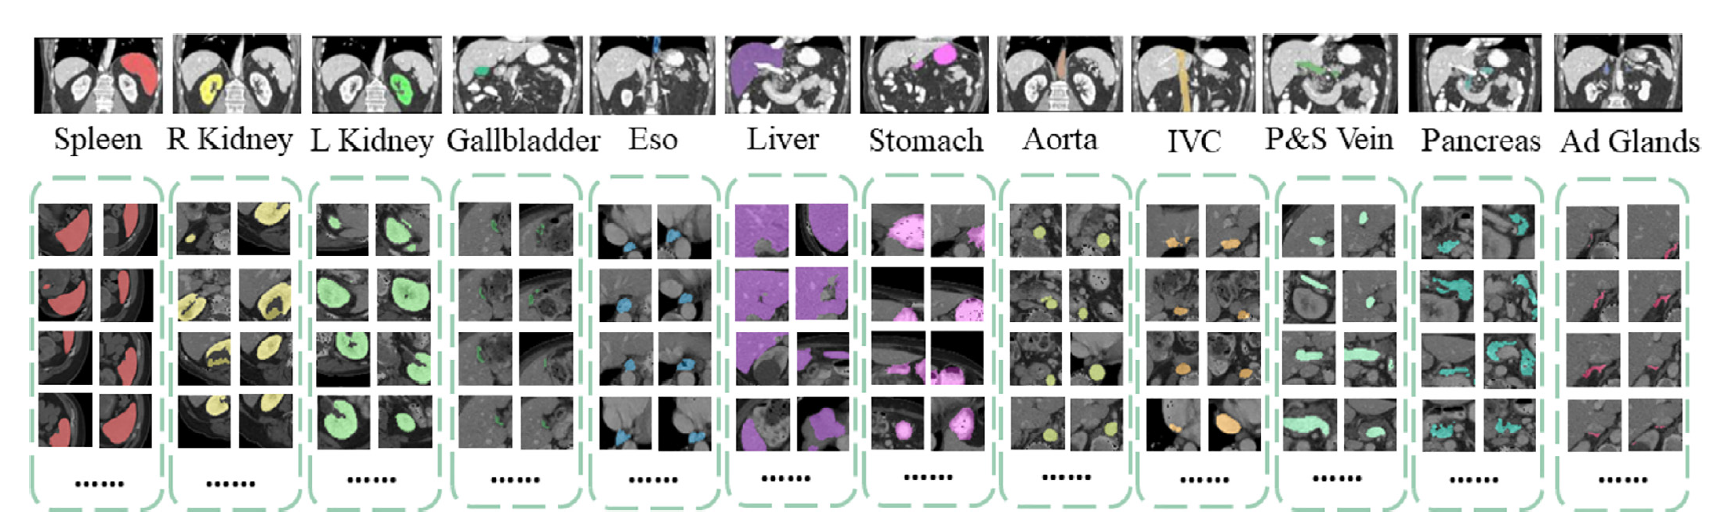 Spleen R Kidney L Kidney Gallbladder Eso Liver Stomach Aorta IVC P&S Vein Pancreas Ad Glands
...... ...... ...... ...... ...... ...... ...... ...... ...... ...... ...... ......